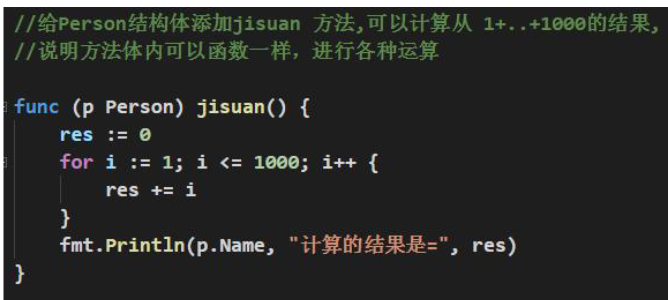 //给Person结构体添加jisuan 方法,可以计算从 1+..+1000的结果,
//说明方法体内可以函数一样，进行各种运算
func (p Person) jisuan() {
res := 0
for i := 1; i <= 1000; i++ {
res += i
}
fmt.Println(p.Name, "计算的结果是=", res)
}